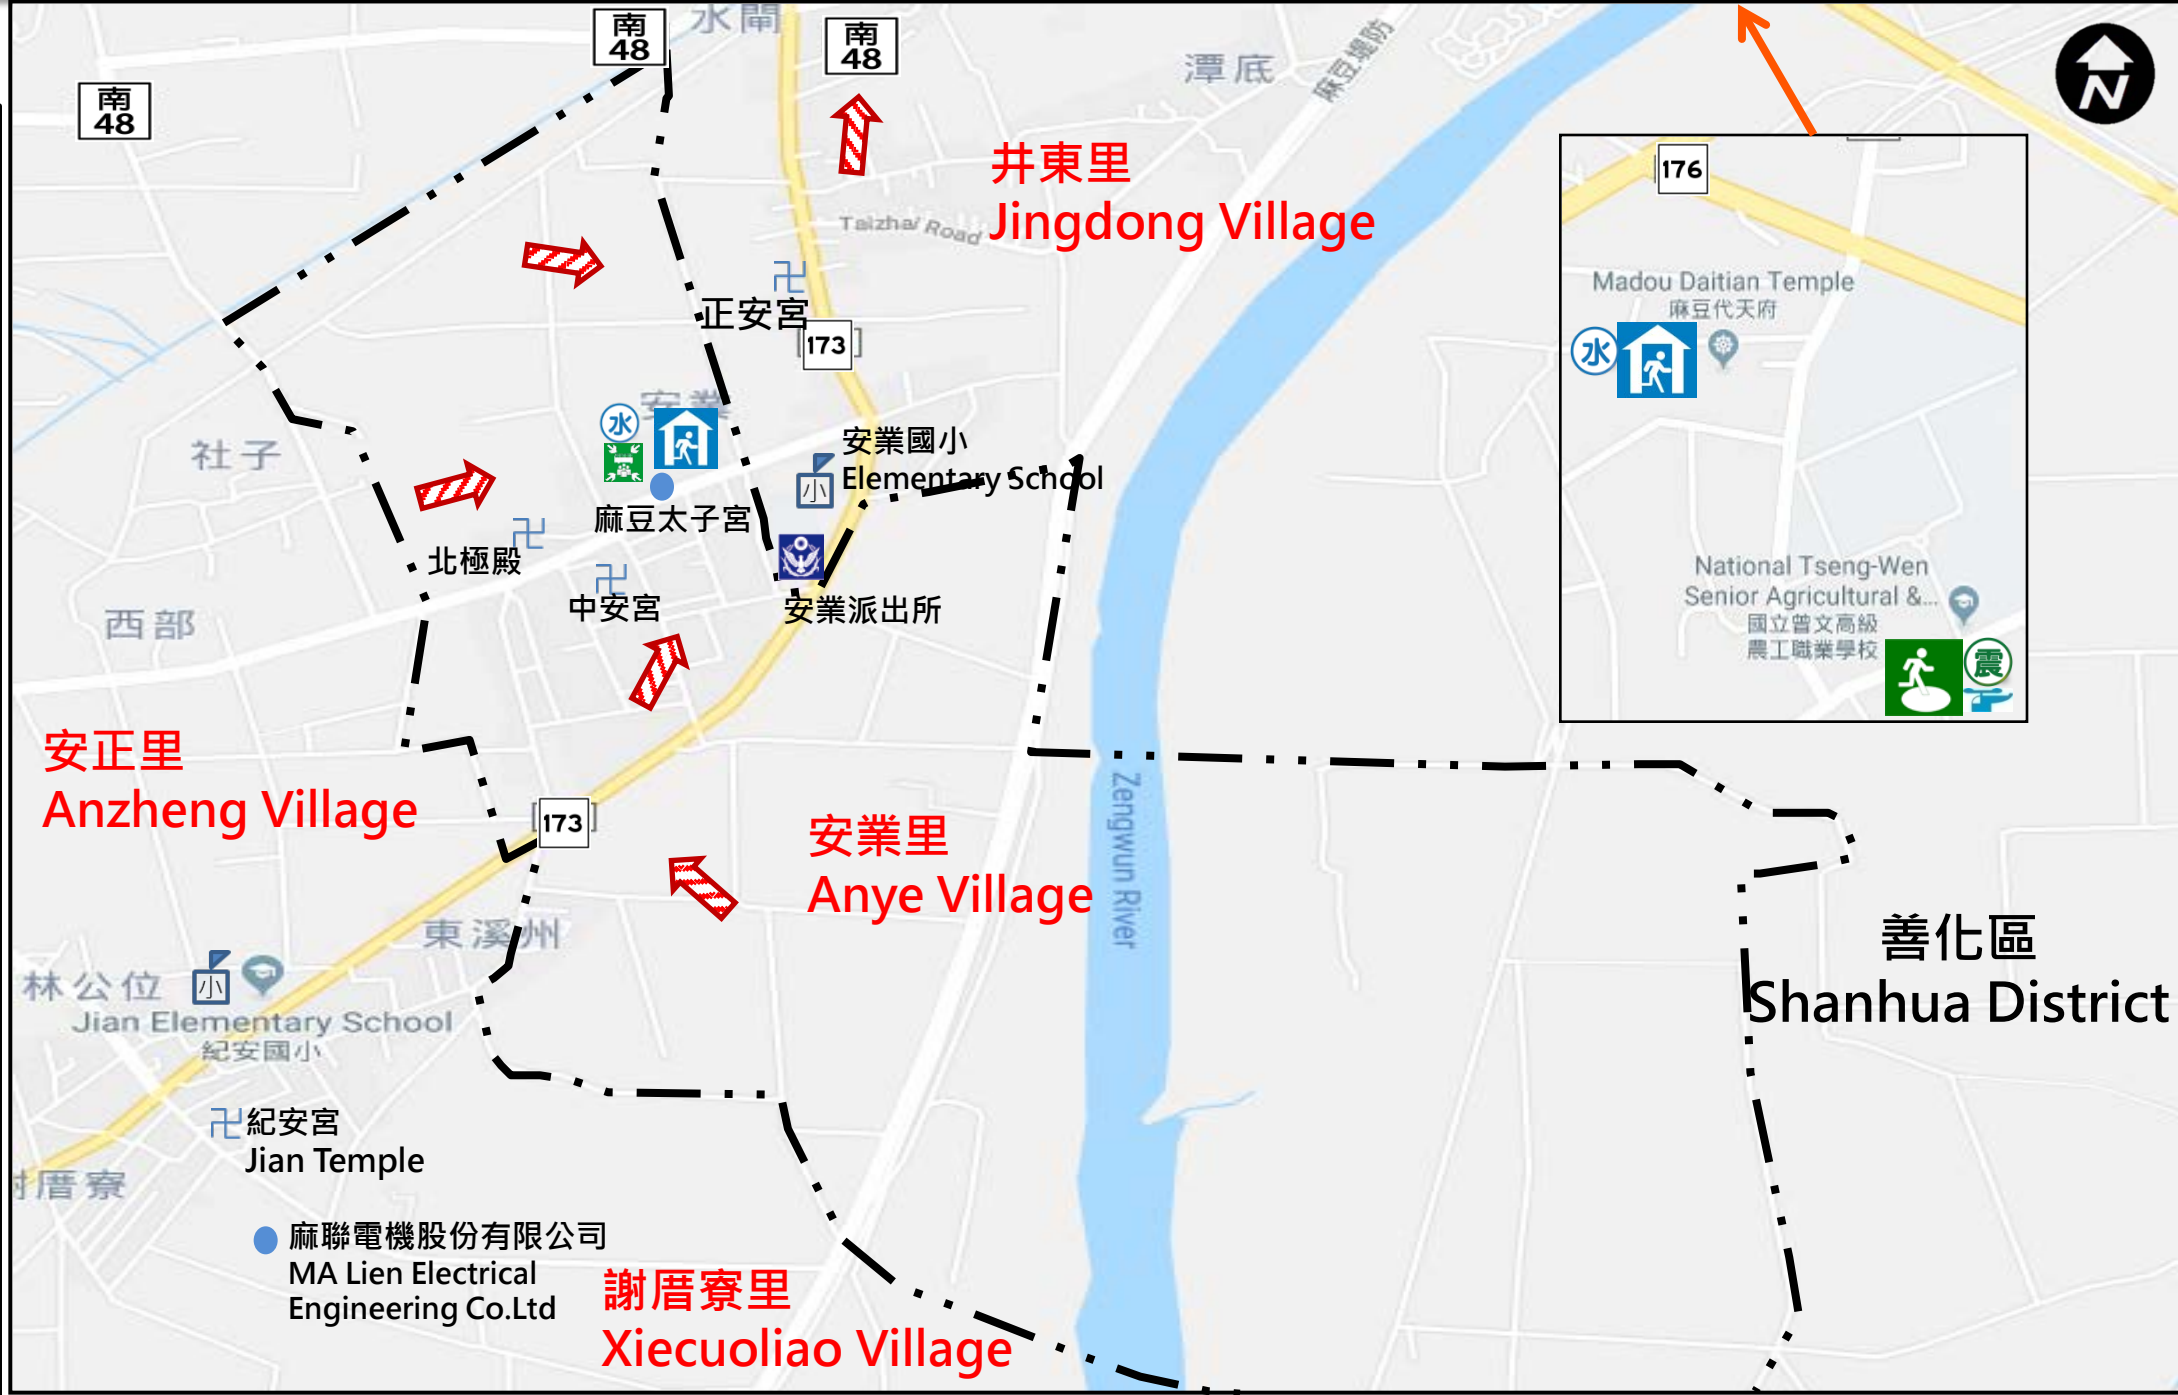 南
48
水閘
南
48
南
48
潭底
麻豆堤防
N
井東里
Jingdong Village
Taizhai Road
176
Madou Daitian Temple
麻豆代天府
水
正安宮
173
安業
水
安業國小
Elementary School
小
社子
麻豆太子宮
北極殿
中安宮
安業派出所
西部
National Tseng-Wen
Senior Agricultural &...
國立曾文高級
農工職業學校
震
安正里
Anzheng Village
173
安業里
Anye Village
Zengwun River
東溪州
善化區
Shanhua District
林公位
小
Jian Elementary School
紀安國小
紀安宮
Jian Temple
謝厝寮
麻聯電機股份有限公司
MA Lien Electrical
Engineering Co.Ltd
謝厝寮里
Xiecuoliao Village